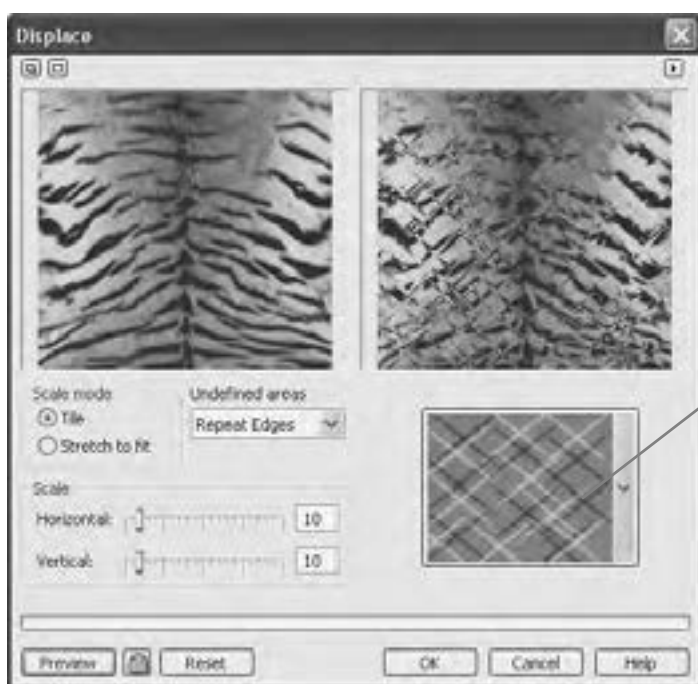 Displace
Scale mode
Tile
Stretch to fit
Undefined areas
Repeat Edges
Scale
Horizontal: 10
Vertical: 10
Preview Reset OK Cancel Help